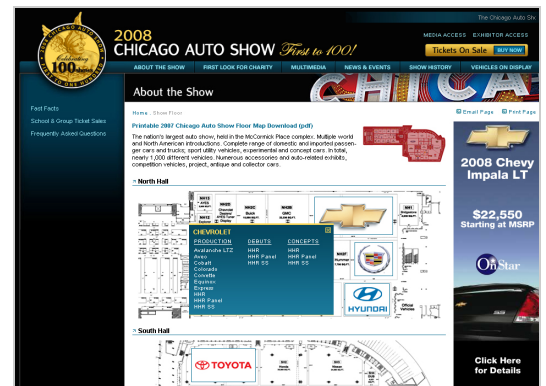 The Chicago Auto Sho
2008
CHICAGO AUTO SHOW First to 100!
MEDIA ACCESS EXHIBITOR ACCESS
Tickets On Sale BUY NOW
Celebrating
100
ABOUT THE SHOW FIRST LOOK FOR CHARITY MULTIMEDIA NEWS & EVENTS SHOW HISTORY VEHICLES ON DISPLAY
About the Show
Fast Facts
School & Group Ticket Sales
Frequently Asked Questions
Home . Show Floor
Email Page Print Page
Printable 2007 Chicago Auto Show Floor Map Download (pdf)
The nation's largest auto show, held in the McCormick Place complex. Multiple world
and North American introductions. Complete range of domestic and imported passen-
ger cars and trucks; sport utility vehicles, experimental and concept cars. In total,
nearly 1,000 different vehicles. Numerous accessories and auto-related exhibits,
competition vehicles, project, antique and collector cars.
» North Hall
CHEVROLET
PRODUCTION DEBUTS CONCEPTS
Avalanche LTZ HHR HHR
Aveo HHR Panel HHR Panel
Cobalt HHR SS HHR SS
Colorado
Corvette
Equinox
Express
HHR
HHR Panel
HHR SS
HYUNDAI
Official
Vehicles
» South Hall
TOYOTA
2008 Chevy
Impala LT
$22,550
Starting at MSRP
OnStar
Click Here
for Details